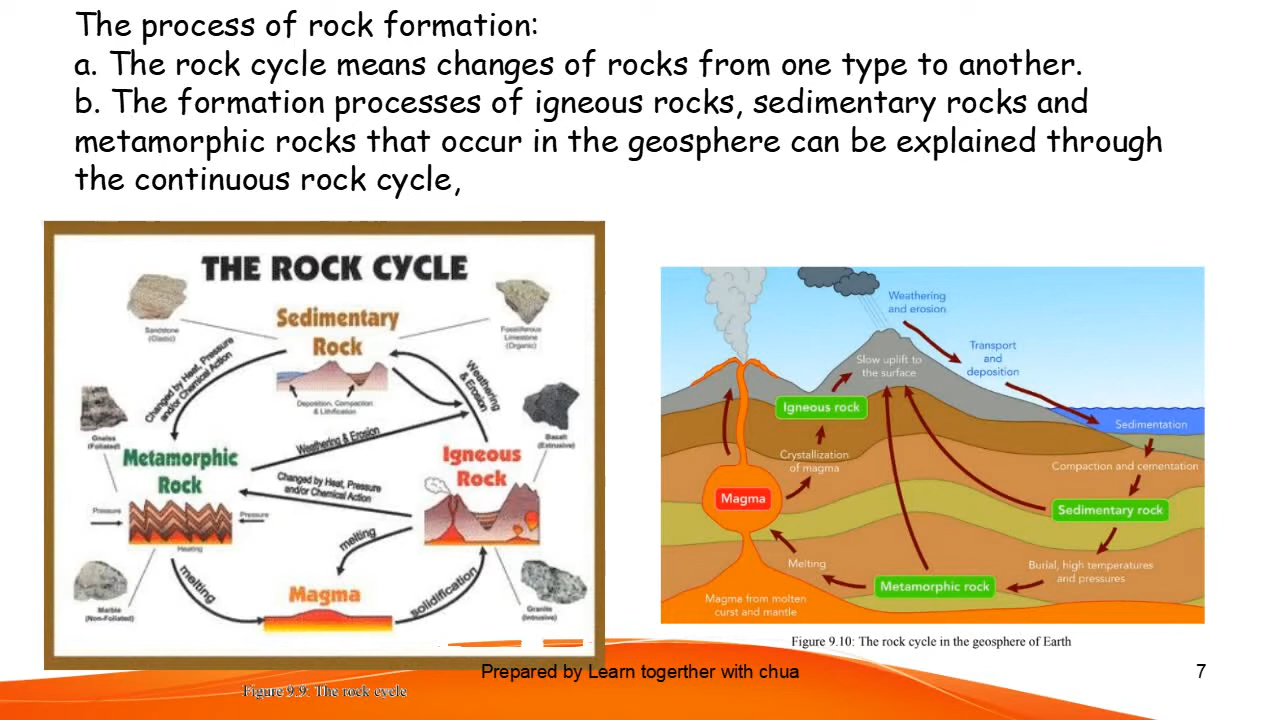 The process of rock formation:
a. The rock cycle means changes of rocks from one type to another.
b. The formation processes of igneous rocks, sedimentary rocks and
metamorphic rocks that occur in the geosphere can be explained through
the continuous rock cycle,
THE ROCK CYCLE
Sandstone
(Clastic)
Sedimentary
Rock
Fossiliferous
Limestone
(Organic)
Changed by Heat, Pressure
and/or Chemical Action
Deposition, Compaction
& Lithification
Weathering
& Erosion
Gneiss
(Foliated)
Weathering & Erosion
Basalt
(Extrusive)
Metamorphic
Rock
Igneous
Rock
Changed by Heat, Pressure
and/or Chemical Action
Pressure
Pressure
Heating
melting
melting
Magma
solidification
Marble
(Non-Foliated)
Granite
(Intrusive)
Figure 9.9: The rock cycle
Weathering
and erosion
Transport
and
deposition
Slow uplift to
the surface
Igneous rock
Sedimentation
Crystallization
of magma
Compaction and cementation
Magma
Sedimentary rock
Melting
Burial, high temperatures
and pressures
Metamorphic rock
Magma from molten
curst and mantle
Figure 9.10: The rock cycle in the geosphere of Earth
Prepared by Learn togerther with chua
7